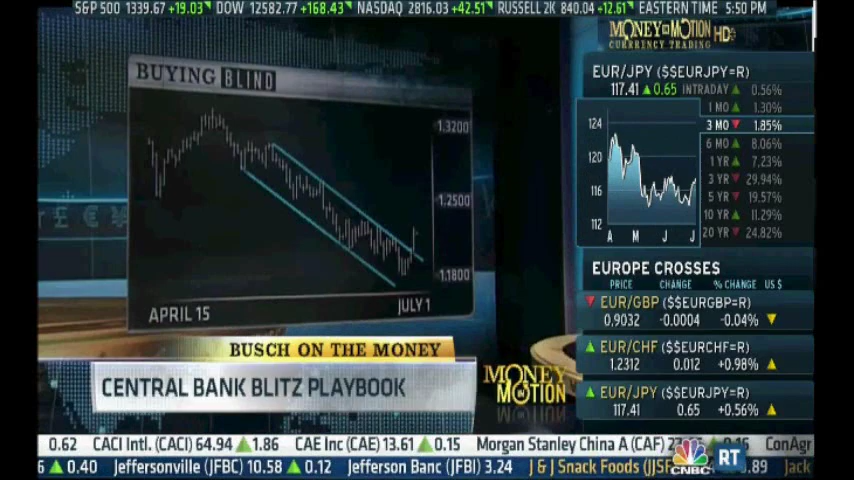 S&P 500 1339.67 +19.03 DOW 12582.77 +168.43 NASDAQ 2816.03 +42.51 RUSSELL 2K 840.04 +12.61 EASTERN TIME 5:50 PM
MONEY IN MOTION HD
CURRENCY TRADING
BUYING BLIND
1.3200
1.2500
1.1800
APRIL 15
JULY 1
EUR/JPY ($$EURJPY=R)
117.41 ▲0.65 INTRADAY ▲ 0.56%
1 MO ▲ 1.30%
3 MO ▼ 1.85%
6 MO ▲ 8.06%
1 YR ▲ 7.23%
3 YR ▼ 29.94%
5 YR ▼ 19.57%
10 YR ▲ 11.29%
20 YR ▼ 24.82%
124
120
116
112
A M J J
EUROPE CROSSES
PRICE CHANGE % CHANGE US $
▼ EUR/GBP ($$EURGBP=R)
0.9032 -0.0004 -0.04% ▼
▲ EUR/CHF ($$EURCHF=R)
1.2312 0.012 +0.98% ▲
▲ EUR/JPY ($$EURJPY=R)
117.41 0.65 +0.56% ▲
BUSCH ON THE MONEY
CENTRAL BANK BLITZ PLAYBOOK
MONEY IN MOTION
0.62 CACI Intl. (CACI) 64.94 ▲1.86 CAE Inc (CAE) 13.61 ▲0.15 Morgan Stanley China A (CAF) ConAgr
6 ▲0.40 Jeffersonville (JFBC) 10.58 ▲0.12 Jefferson Banc (JFBI) 3.24 J & J Snack Foods (JJSF .89 Jack
CNBC RT